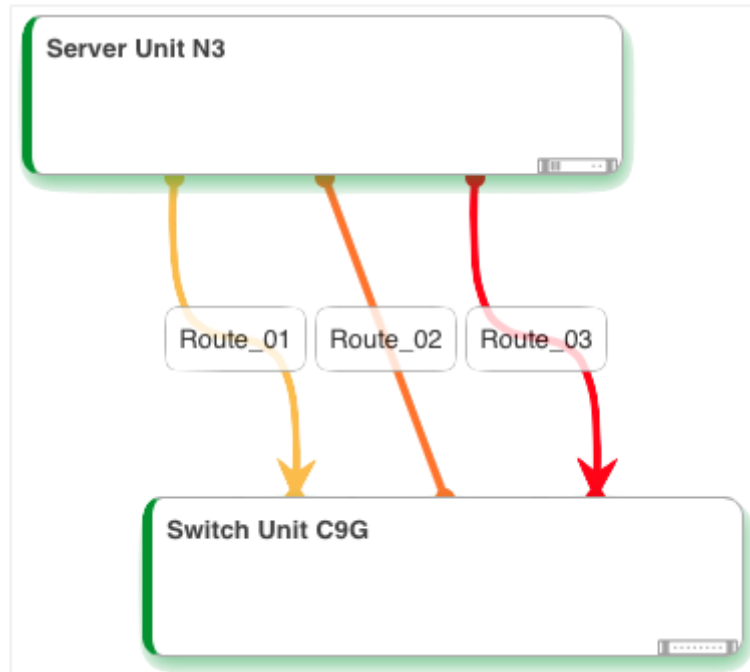 Server Unit N3
Route_01
Route_02
Route_03
Switch Unit C9G